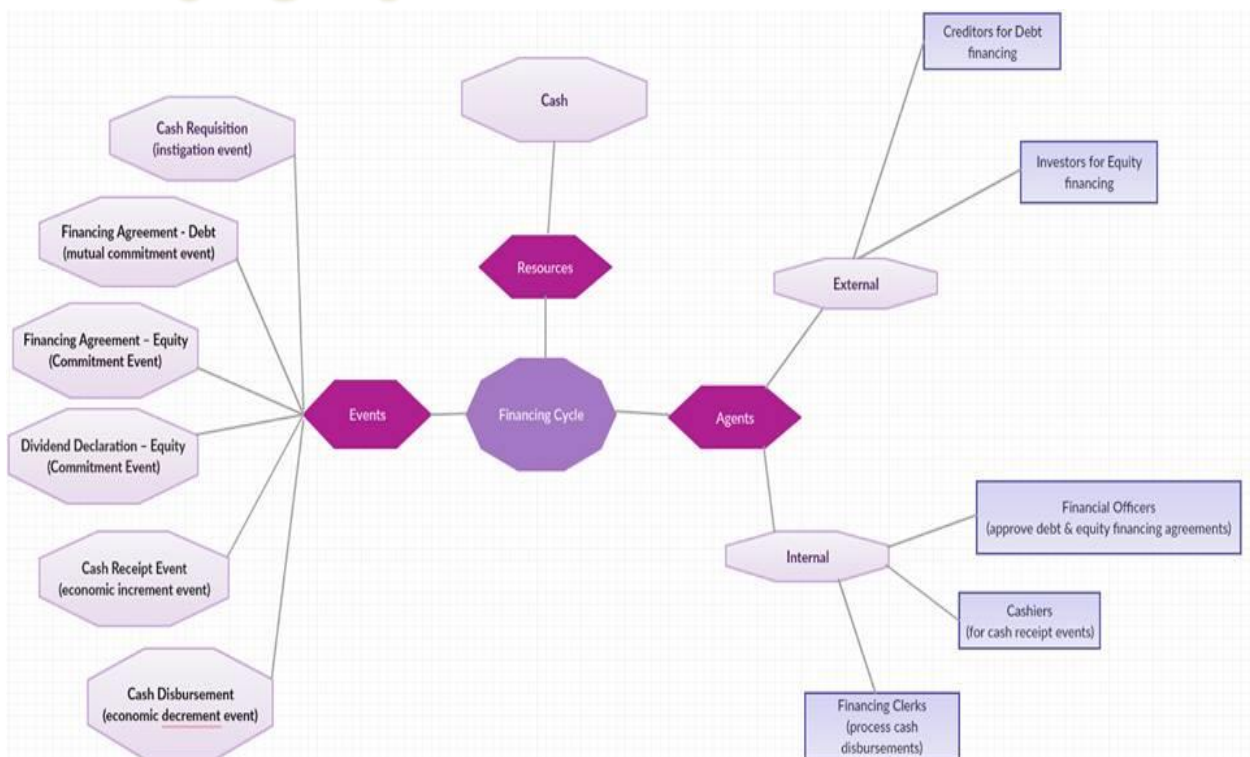 Creditors for Debt
financing
Cash
Cash Requisition
(instigation event)
Investors for Equity
financing
Financing Agreement - Debt
(mutual commitment event)
Resources
External
Financing Agreement – Equity
(Commitment Event)
Events
Financing Cycle
Agents
Dividend Declaration – Equity
(Commitment Event)
Financial Officers
(approve debt & equity financing agreements)
Internal
Cash Receipt Event
(economic increment event)
Cashiers
(for cash receipt events)
Cash Disbursement
(economic decrement event)
Financing Clerks
(process cash
disbursements)